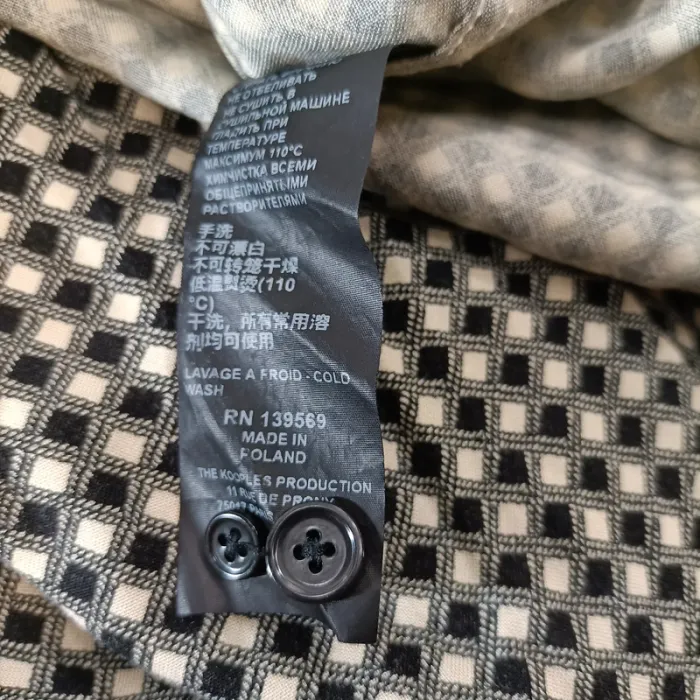 НЕ ОТБЕЛИВАТЬ
НЕ СУШИТЬ В
СУШИЛЬНОЙ МАШИНЕ
ГЛАДИТЬ ПРИ
ТЕМПЕРАТУРЕ
МАКСИМУМ 110°C
ХИМЧИСТКА ВСЕМИ
ОБЩЕПРИНЯТЫМИ
РАСТВОРИТЕЛЯМИ
手洗
不可漂白
不可转笼干燥
低温熨烫(110
°C)
干洗，所有常用溶
剂均可使用
LAVAGE A FROID - COLD
WASH
RN 139569
MADE IN
POLAND
THE KOOPLES PRODUCTION
11 RUE DE PRONY